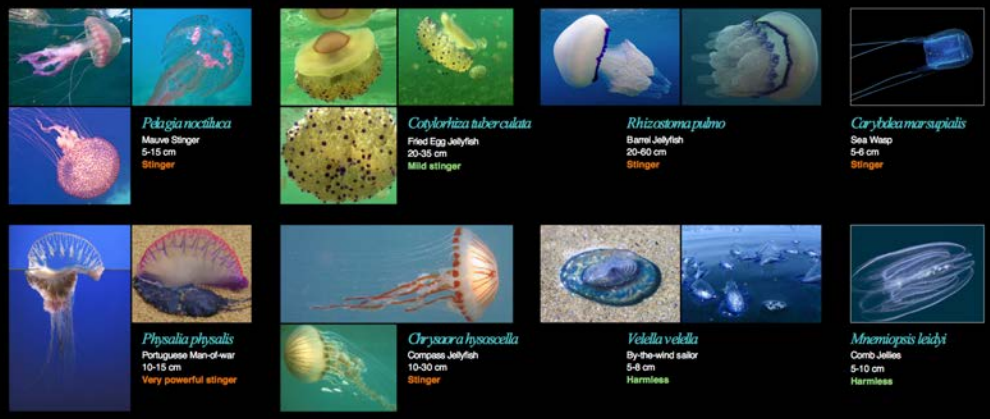 Pelagia noctiluca
Mauve Stinger
5-15 cm
Stinger
Cotylorhiza tuberculata
Fried Egg Jellyfish
20-35 cm
Mild stinger
Rhizostoma pulmo
Barrel Jellyfish
20-60 cm
Stinger
Carybdea marsupialis
Sea Wasp
5-6 cm
Stinger
Physalia physalis
Portuguese Man-of-war
10-15 cm
Very powerful stinger
Chrysaora hysoscella
Compass Jellyfish
10-30 cm
Stinger
Velella velella
By-the-wind sailor
5-8 cm
Harmless
Mnemiopsis leidyi
Comb Jellies
5-10 cm
Harmless